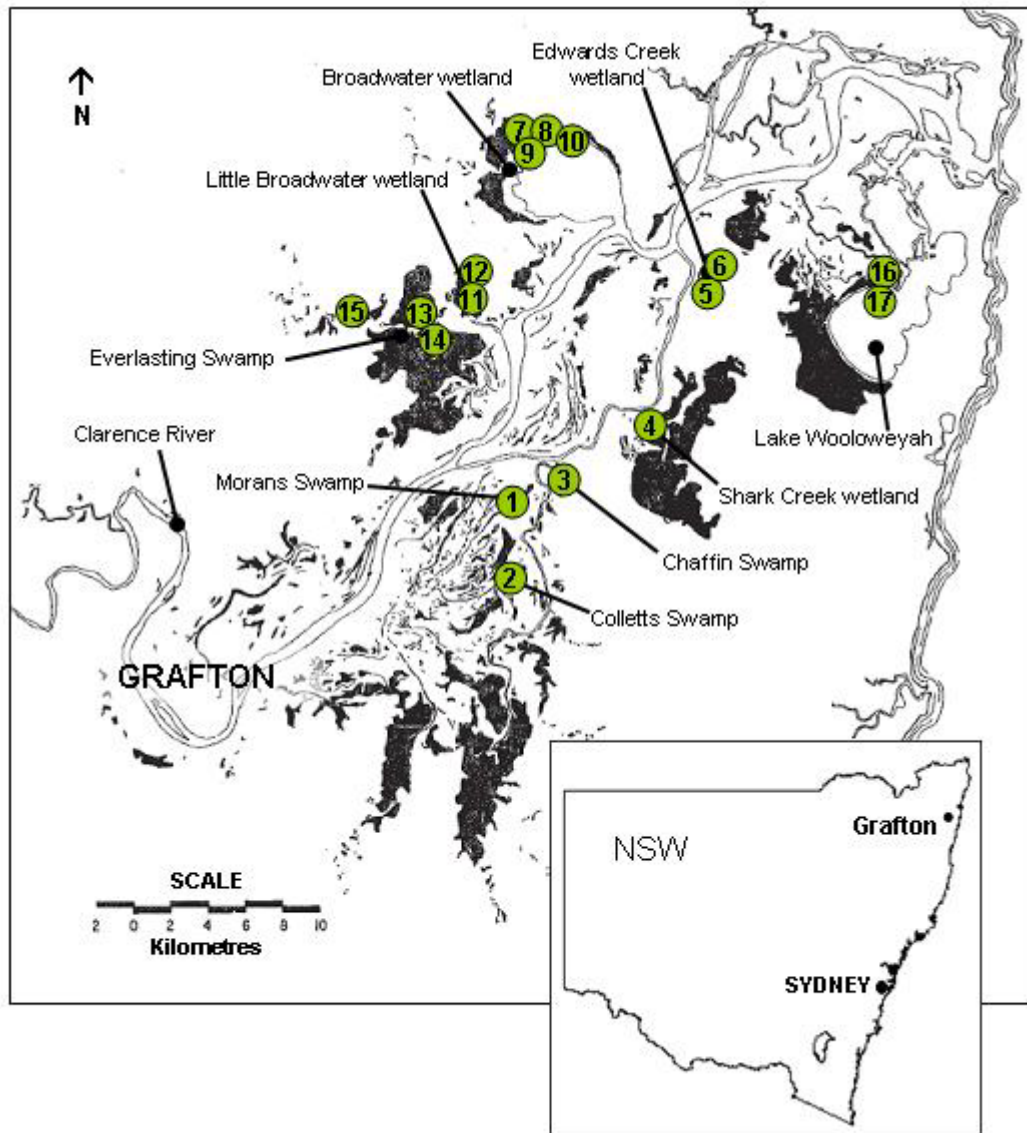 Edwards Creek
wetland
Broadwater wetland
N
7
8
10
9
Little Broadwater wetland
6
5
12
11
16
17
15
13
14
Everlasting Swamp
4
Lake Wooloweyah
Clarence River
Morans Swamp
3
1
Shark Creek wetland
Chaffin Swamp
2
Colletts Swamp
GRAFTON
SCALE
2 0 2 4 6 8 10
Kilometres
Grafton
NSW
SYDNEY